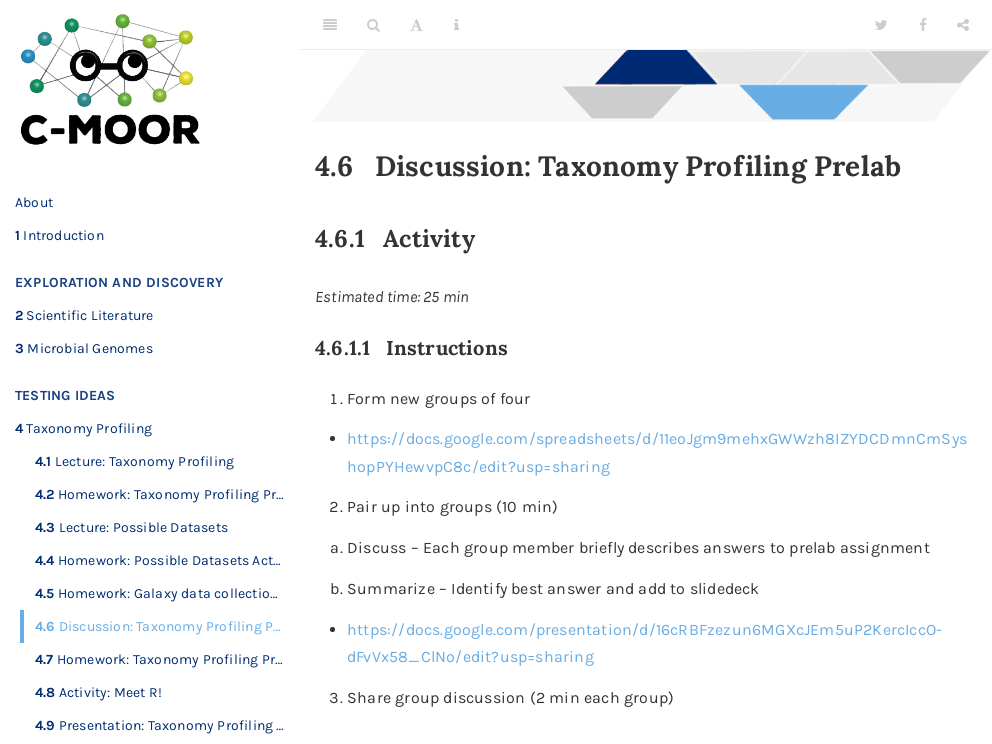 C-MOOR
About
1 Introduction
EXPLORATION AND DISCOVERY
2 Scientific Literature
3 Microbial Genomes
TESTING IDEAS
4 Taxonomy Profiling
4.1 Lecture: Taxonomy Profiling
4.2 Homework: Taxonomy Profiling Pr...
4.3 Lecture: Possible Datasets
4.4 Homework: Possible Datasets Act...
4.5 Homework: Galaxy data collectio...
4.6 Discussion: Taxonomy Profiling P...
4.7 Homework: Taxonomy Profiling Pr...
4.8 Activity: Meet R!
4.9 Presentation: Taxonomy Profiling ...
4.6 Discussion: Taxonomy Profiling Prelab
4.6.1 Activity
Estimated time: 25 min
4.6.1.1 Instructions
1. Form new groups of four
• https://docs.google.com/spreadsheets/d/11eoJgm9mehxGWWzh8IZYDCDmnCmSys
hopPYHewvpC8c/edit?usp=sharing
2. Pair up into groups (10 min)
a. Discuss – Each group member briefly describes answers to prelab assignment
b. Summarize – Identify best answer and add to slidedeck
• https://docs.google.com/presentation/d/16cRBFzezun6MGXcJEm5uP2KercIccO-
dFvVx58_ClNo/edit?usp=sharing
3. Share group discussion (2 min each group)